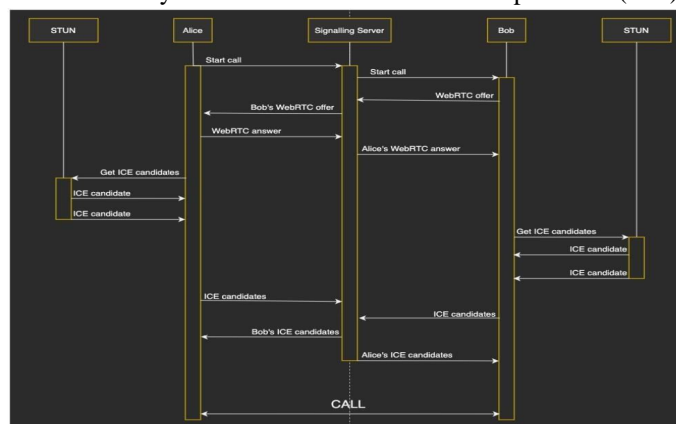 STUN Alice Signalling Server Bob STUN
Start call
Start call
WebRTC offer
Bob's WebRTC offer
WebRTC answer
Alice's WebRTC answer
Get ICE candidates
ICE candidate
ICE candidate
Get ICE candidates
ICE candidate
ICE candidate
ICE candidates
ICE candidates
Bob's ICE candidates
Alice's ICE candidates
CALL